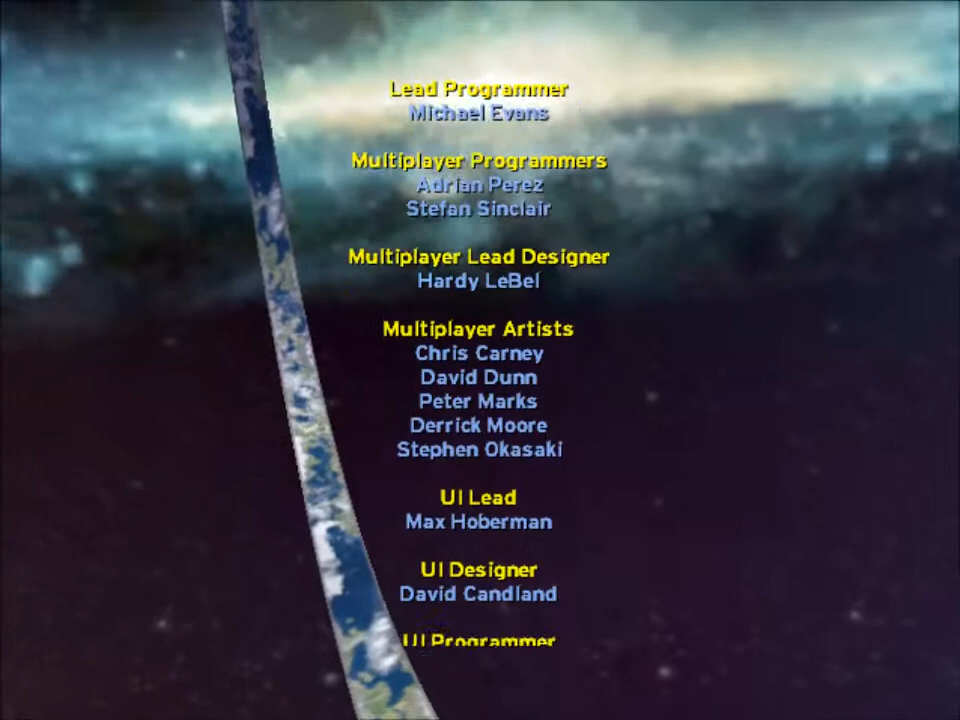 Lead Programmer
Michael Evans
Multiplayer Programmers
Adrian Perez
Stefan Sinclair
Multiplayer Lead Designer
Hardy LeBel
Multiplayer Artists
Chris Carney
David Dunn
Peter Marks
Derrick Moore
Stephen Okasaki
UI Lead
Max Hoberman
UI Designer
David Candland
UI Programmer